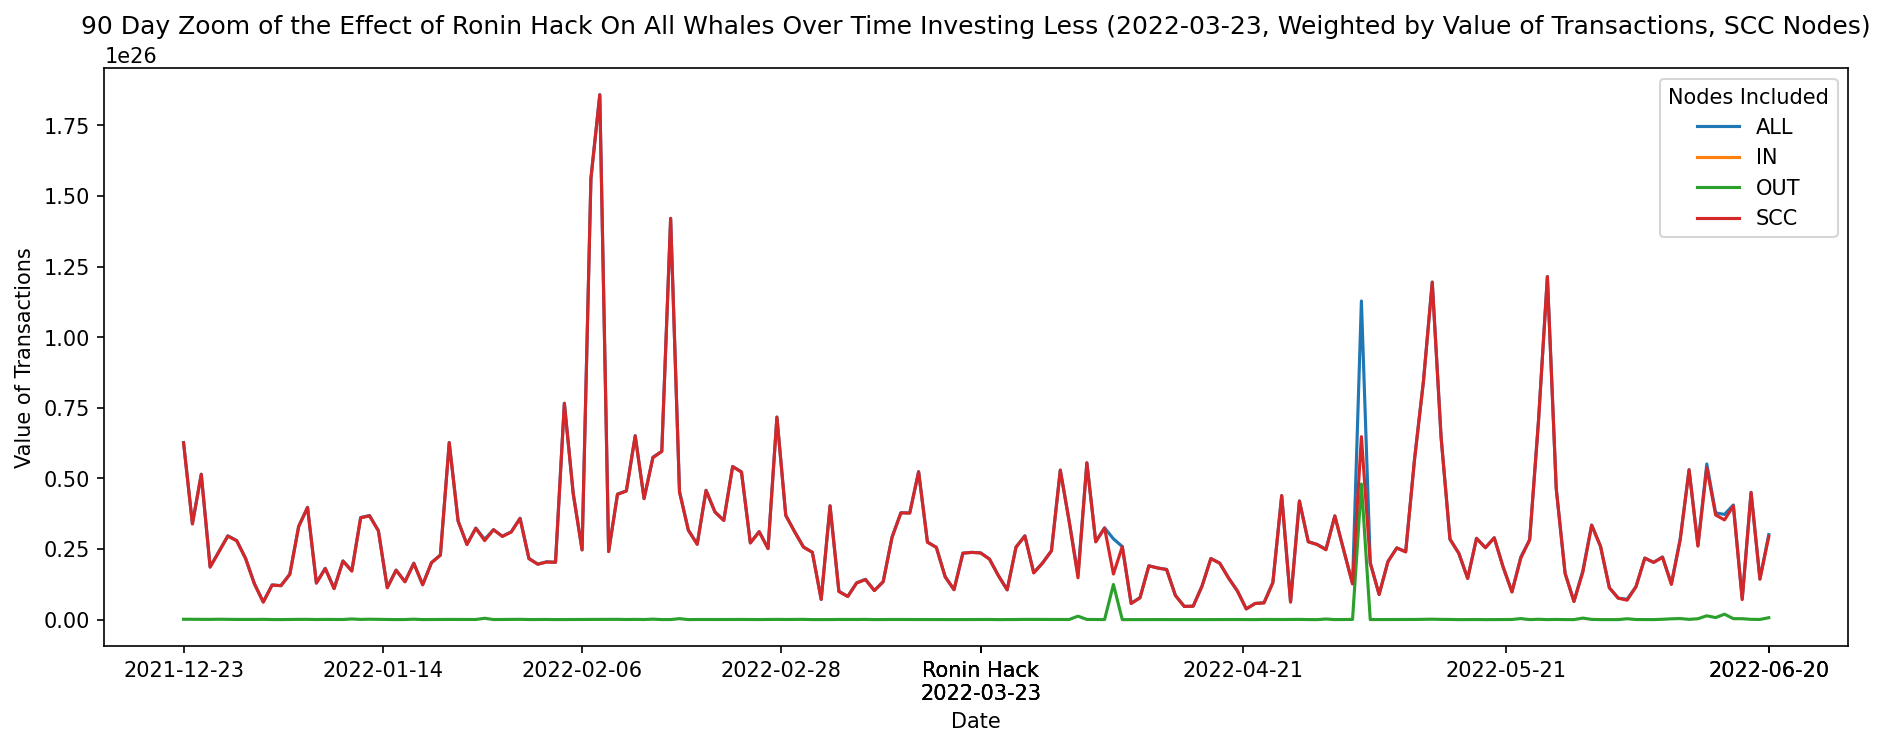 90 Day Zoom of the Effect of Ronin Hack On All Whales Over Time Investing Less (2022-03-23, Weighted by Value of Transactions, SCC Nodes)
1e26
1.75
1.50
1.25
1.00
0.75
0.50
0.25
0.00
Value of Transactions
Nodes Included
ALL
IN
OUT
SCC
2021-12-23 2022-01-14 2022-02-06 2022-02-28 Ronin Hack 2022-04-21 2022-05-21 2022-06-20
2022-03-23
Date